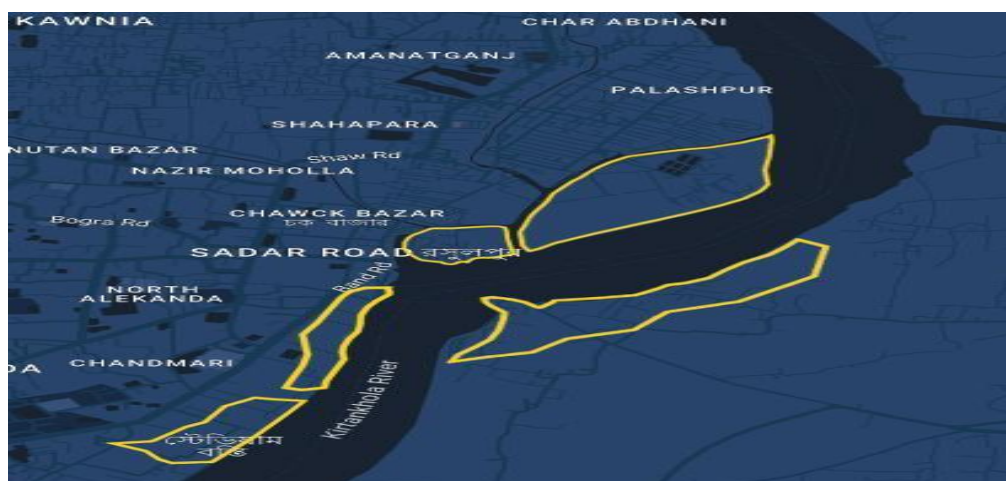 KAWNIA
CHAR ABDHANI
AMANATGANJ
PALASHPUR
SHAHAPARA
NUTAN BAZAR
Shaw Rd
NAZIR MOHOLLA
Bogra Rd
CHAWCK BAZAR
চক বাজার
SADAR ROAD
রসুলপুর
Band Rd
NORTH
ALEKANDA
CHANDMARI
DA
Kirtankhola River
স্টেডিয়াম